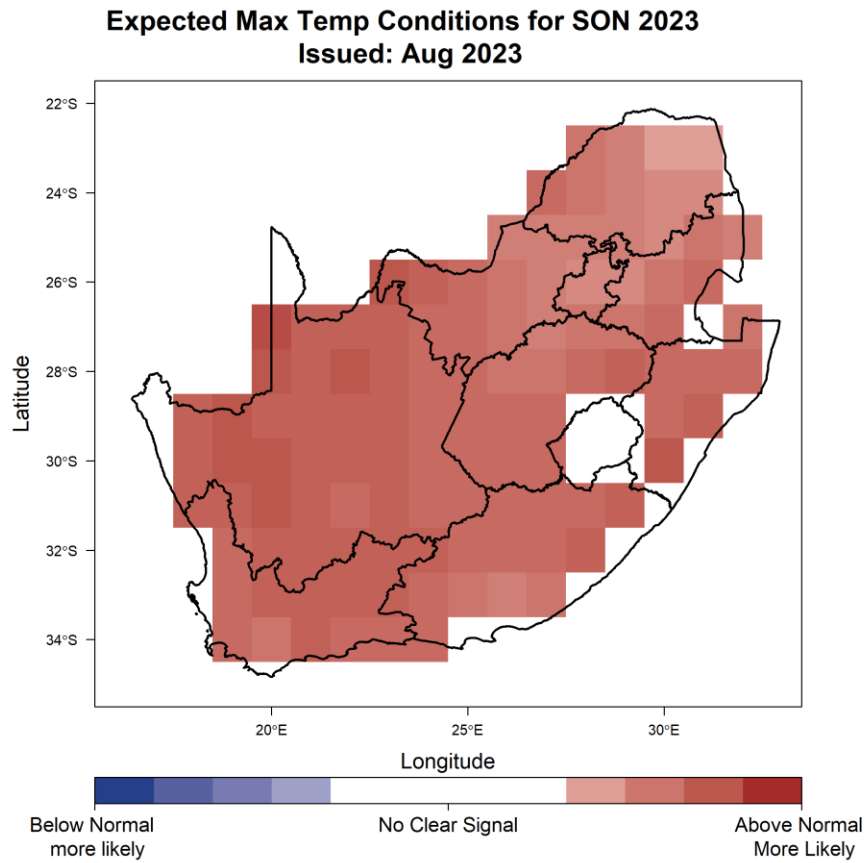 Expected Max Temp Conditions for SON 2023
Issued: Aug 2023
22°S
24°S
26°S
28°S
30°S
32°S
34°S
Latitude
20°E
25°E
30°E
Longitude
Below Normal
more likely
No Clear Signal
Above Normal
More Likely